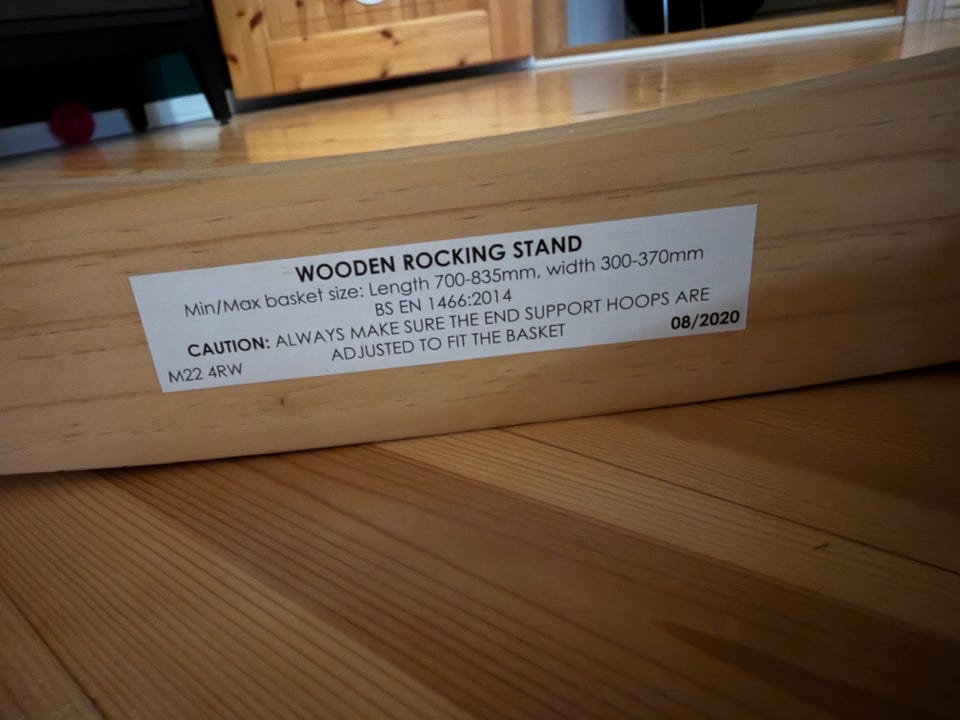 WOODEN ROCKING STAND
Min/Max basket size: Length 700-835mm, width 300-370mm
BS EN 1466:2014
CAUTION: ALWAYS MAKE SURE THE END SUPPORT HOOPS ARE
ADJUSTED TO FIT THE BASKET
M22 4RW
08/2020